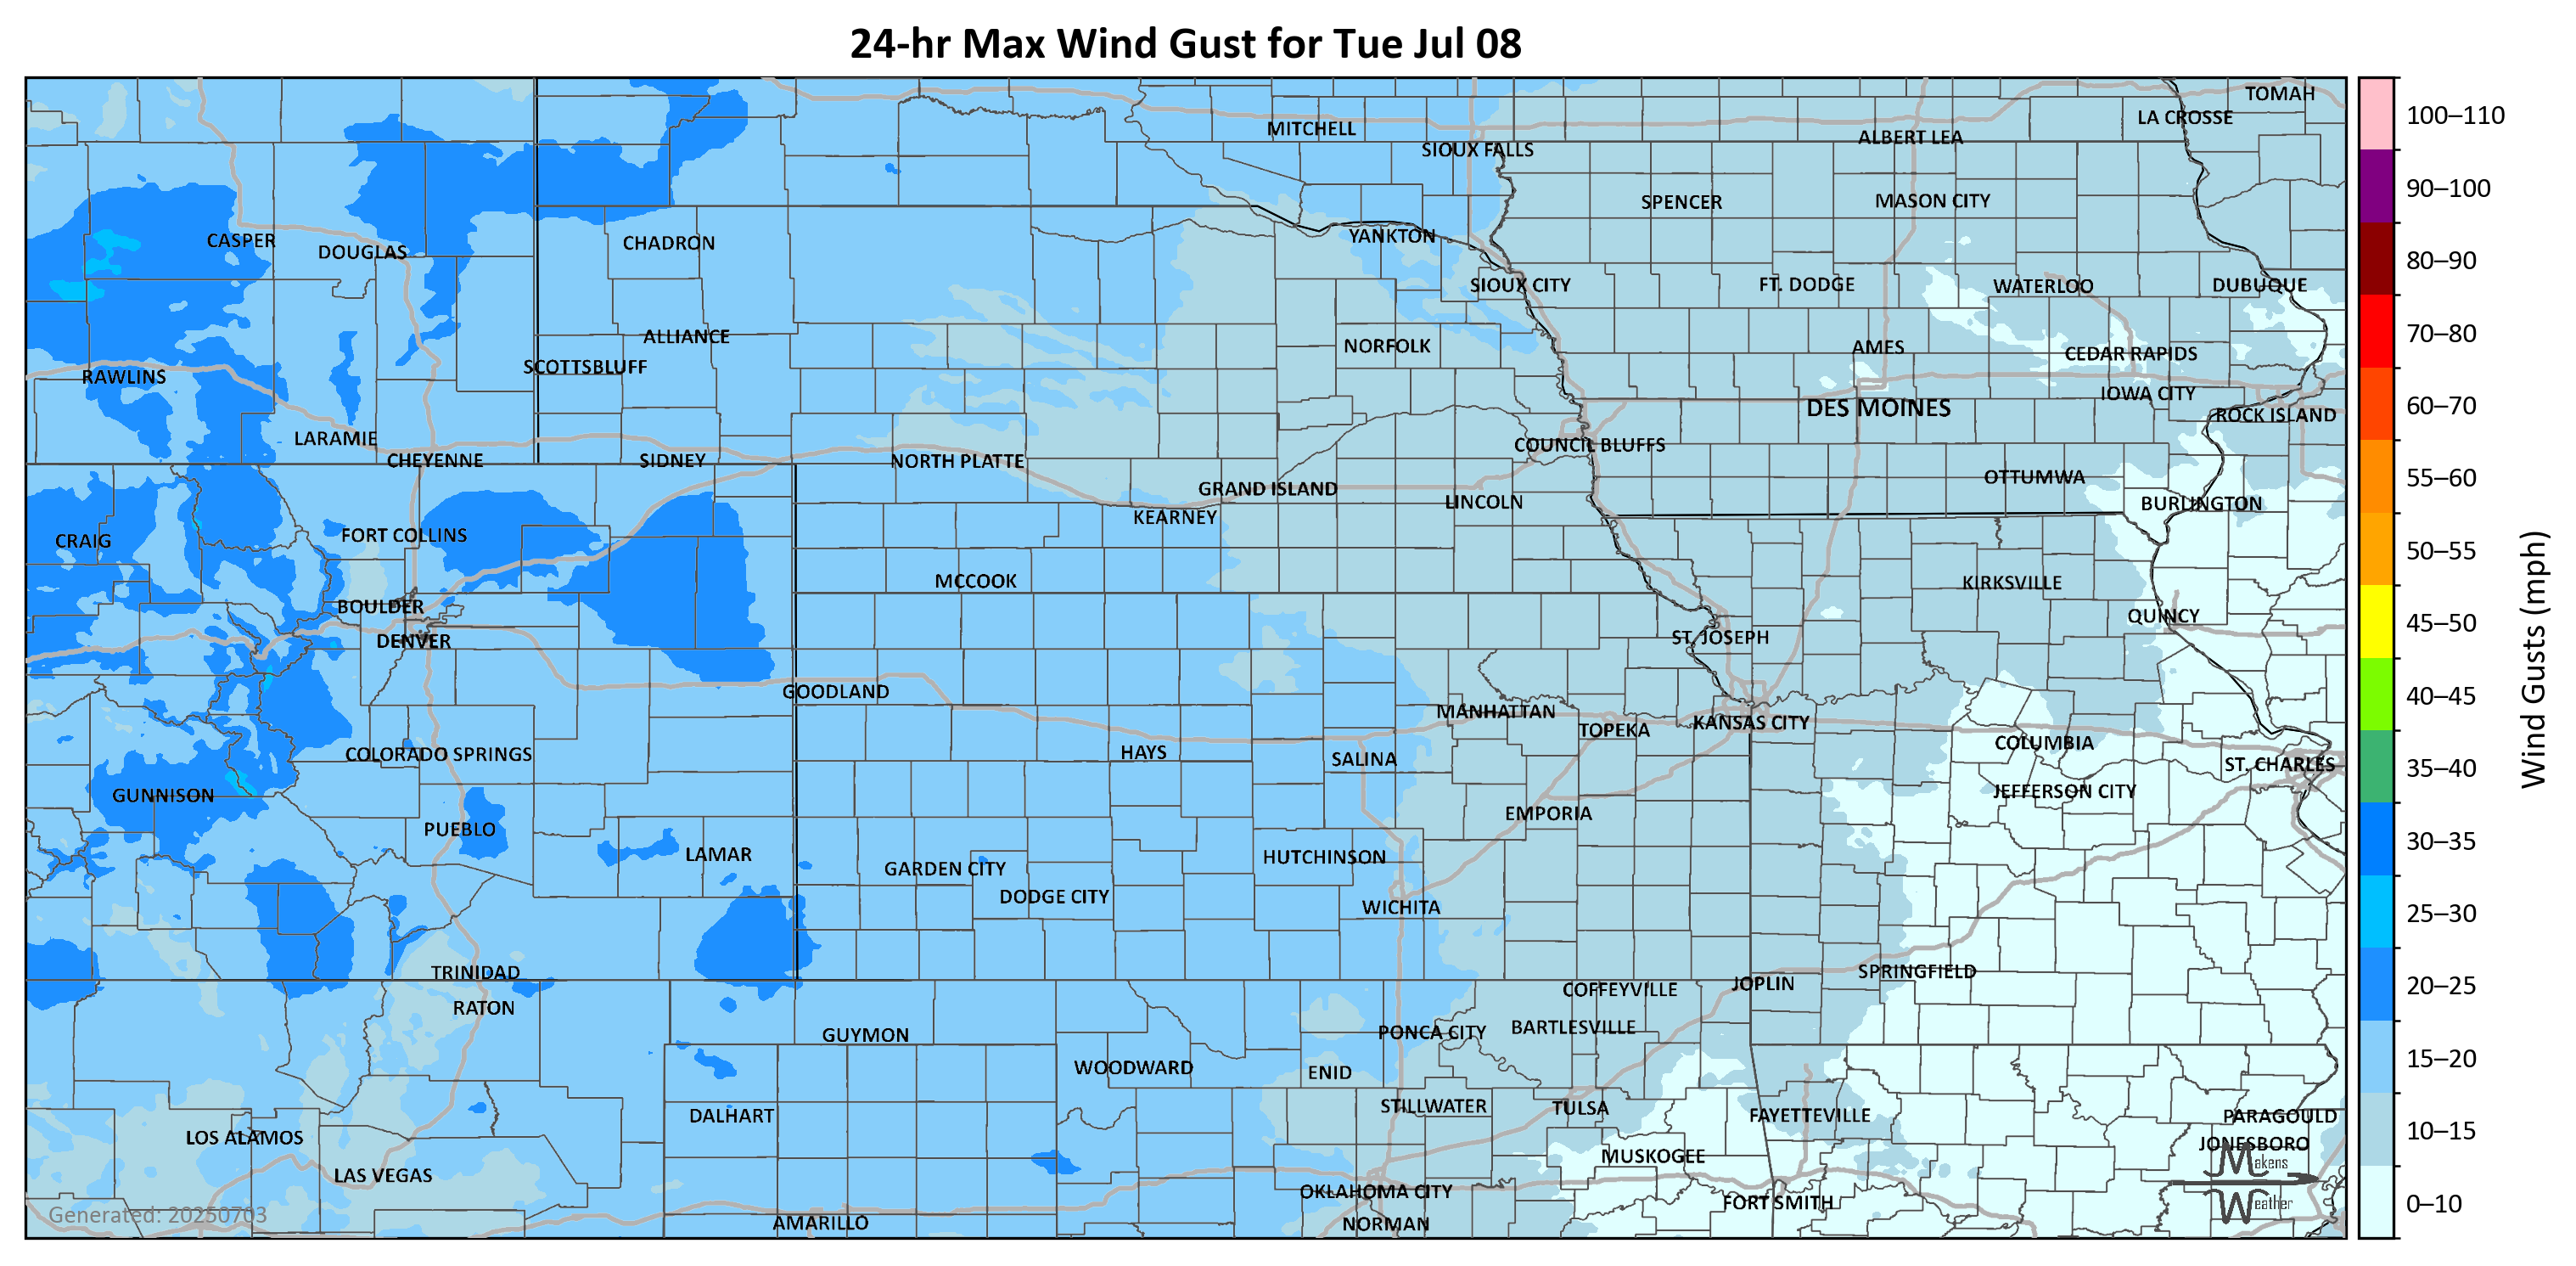 24-hr Max Wind Gust for Tue Jul 08
TOMAH
LA CROSSE
MITCHELL
ALBERT LEA
SIOUX FALLS
SPENCER
MASON CITY
CASPER
DOUGLAS
CHADRON
YANKTON
SIOUX CITY
FT. DODGE
WATERLOO
DUBUQUE
ALLIANCE
NORFOLK
AMES
CEDAR RAPIDS
SCOTTSBLUFF
RAWLINS
IOWA CITY
DES MOINES
ROCK ISLAND
LARAMIE
COUNCIL BLUFFS
CHEYENNE
SIDNEY
NORTH PLATTE
OTTUMWA
GRAND ISLAND
LINCOLN
BURLINGTON
KEARNEY
CRAIG
FORT COLLINS
MCCOOK
KIRKSVILLE
BOULDER
QUINCY
DENVER
ST. JOSEPH
GOODLAND
MANHATTAN
TOPEKA
KANSAS CITY
COLUMBIA
COLORADO SPRINGS
HAYS
SALINA
ST. CHARLES
GUNNISON
JEFFERSON CITY
EMPORIA
PUEBLO
LAMAR
HUTCHINSON
GARDEN CITY
DODGE CITY
WICHITA
TRINIDAD
SPRINGFIELD
JOPLIN
COFFEYVILLE
RATON
GUYMON
PONCA CITY
BARTLESVILLE
WOODWARD
ENID
DALHART
STILLWATER
TULSA
FAYETTEVILLE
PARAGOULD
LOS ALAMOS
JONESBORO
LAS VEGAS
MUSKOGEE
OKLAHOMA CITY
FORT SMITH
AMARILLO
NORMAN
Generated: 20250703
Makens
Weather
100–110
90–100
80–90
70–80
60–70
55–60
50–55
45–50
40–45
35–40
30–35
25–30
20–25
15–20
10–15
0–10
Wind Gusts (mph)